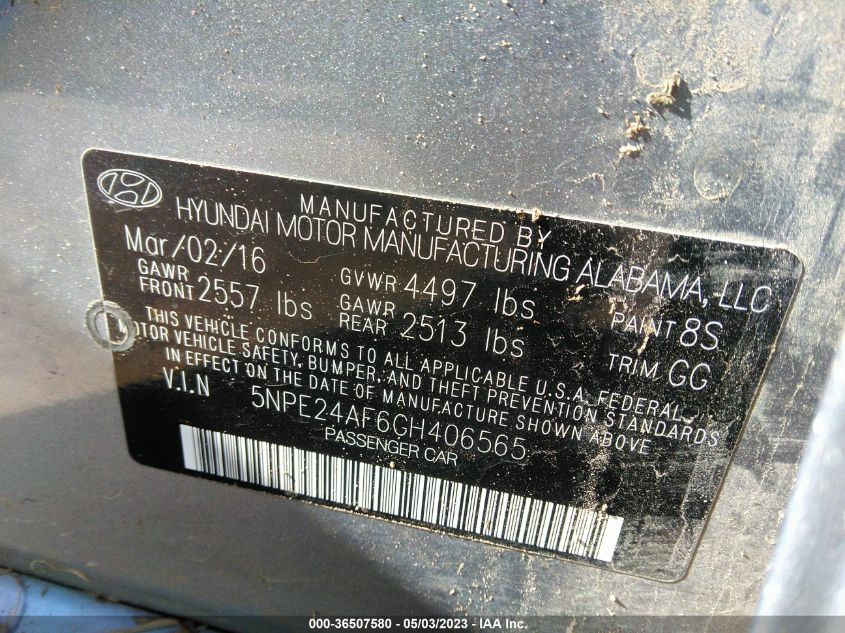 MANUFACTURED BY
HYUNDAI MOTOR MANUFACTURING ALABAMA, LLC
Mar/02/16
GAWR FRONT 2557 lbs
GVWR 4497 lbs
GAWR REAR 2513 lbs
PAINT 8S
TRIM GG
THIS VEHICLE CONFORMS TO ALL APPLICABLE U.S.A. FEDERAL
MOTOR VEHICLE SAFETY, BUMPER, AND THEFT PREVENTION STANDARDS
IN EFFECT ON THE DATE OF MANUFACTURE SHOWN ABOVE.
V.I.N 5NPE24AF6GH406565
PASSENGER CAR
000-36507580 - 05/03/2023 - IAA Inc.